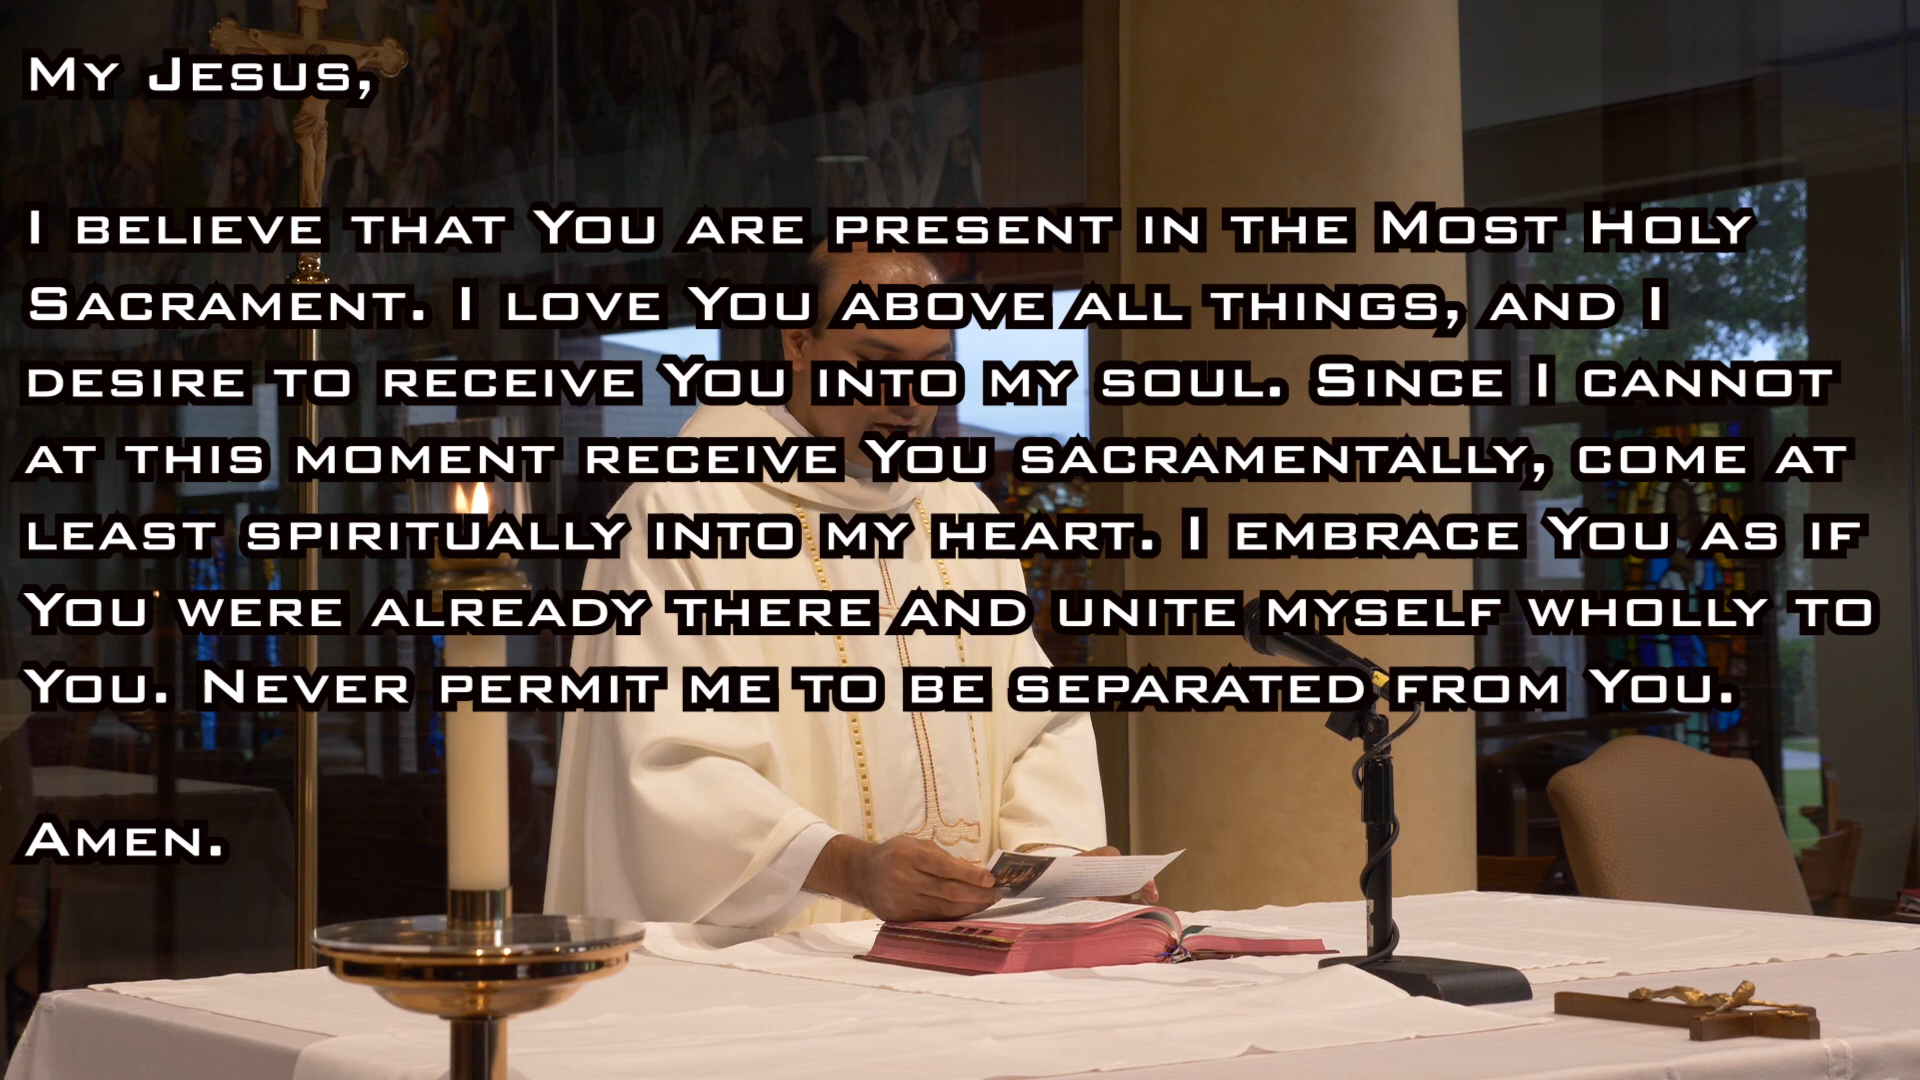 My Jesus,
I believe that You are present in the Most Holy
Sacrament. I love You above all things, and I
desire to receive You into my soul. Since I cannot
at this moment receive You sacramentally, come at
least spiritually into my heart. I embrace You as if
You were already there and unite myself wholly to
You. Never permit me to be separated from You.
Amen.